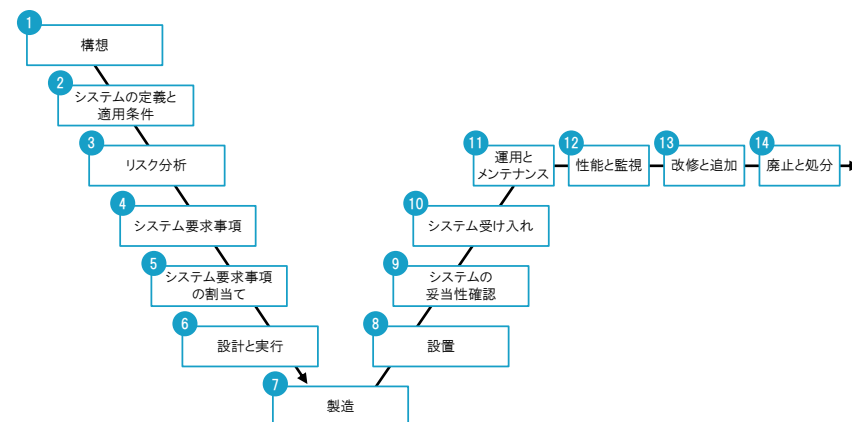 1
構想
2
システムの定義と
適用条件
3
リスク分析
4
システム要求事項
5
システム要求事項
の割当て
6
設計と実行
7
製造
8
設置
9
システムの
妥当性確認
10
システム受け入れ
11
運用と
メンテナンス
12
性能と監視
13
改修と追加
14
廃止と処分